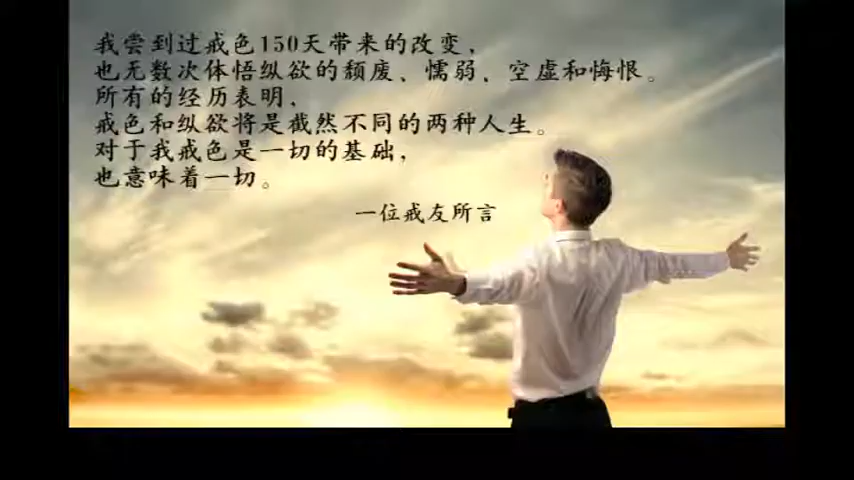 我尝到过戒色150天带来的改变，
也无数次体悟纵欲的颓废、懦弱、空虚和悔恨。
所有的经历表明，
戒色和纵欲将是截然不同的两种人生。
对于我戒色是一切的基础，
也意味着一切。
一位戒友所言